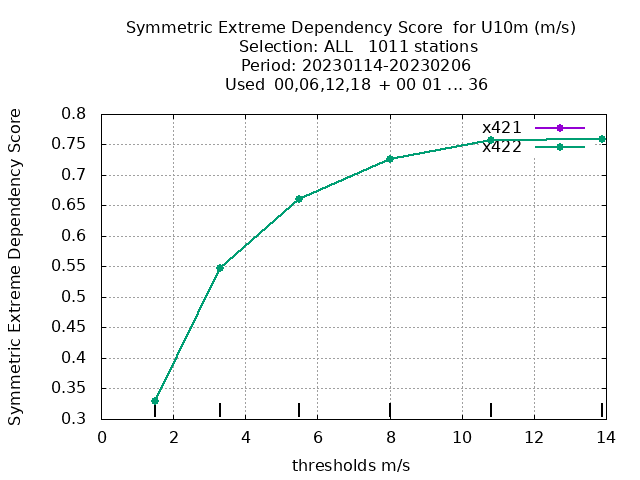 Symmetric Extreme Dependency Score for U10m (m/s)
Selection: ALL 1011 stations
Period: 20230114-20230206
Used 00,06,12,18 + 00 01 ... 36
Symmetric Extreme Dependency Score
0.8
0.75
0.7
0.65
0.6
0.55
0.5
0.45
0.4
0.35
0.3
x421
x422
0 2 4 6 8 10 12 14
thresholds m/s